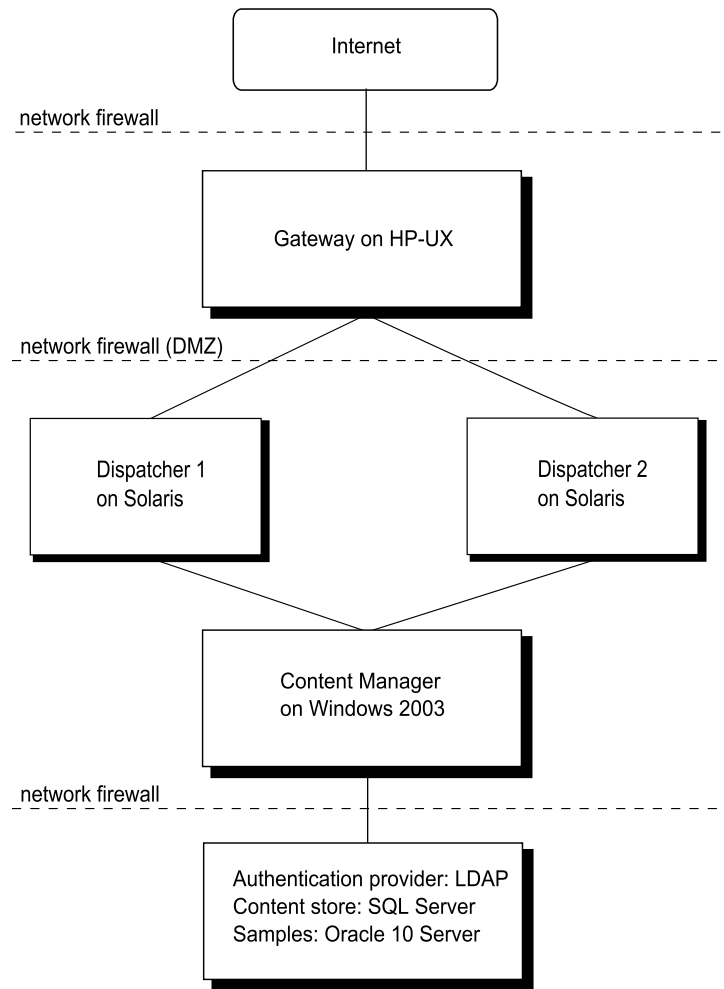 Internet
network firewall
Gateway on HP-UX
network firewall (DMZ)
Dispatcher 1
on Solaris
Dispatcher 2
on Solaris
Content Manager
on Windows 2003
network firewall
Authentication provider: LDAP
Content store: SQL Server
Samples: Oracle 10 Server